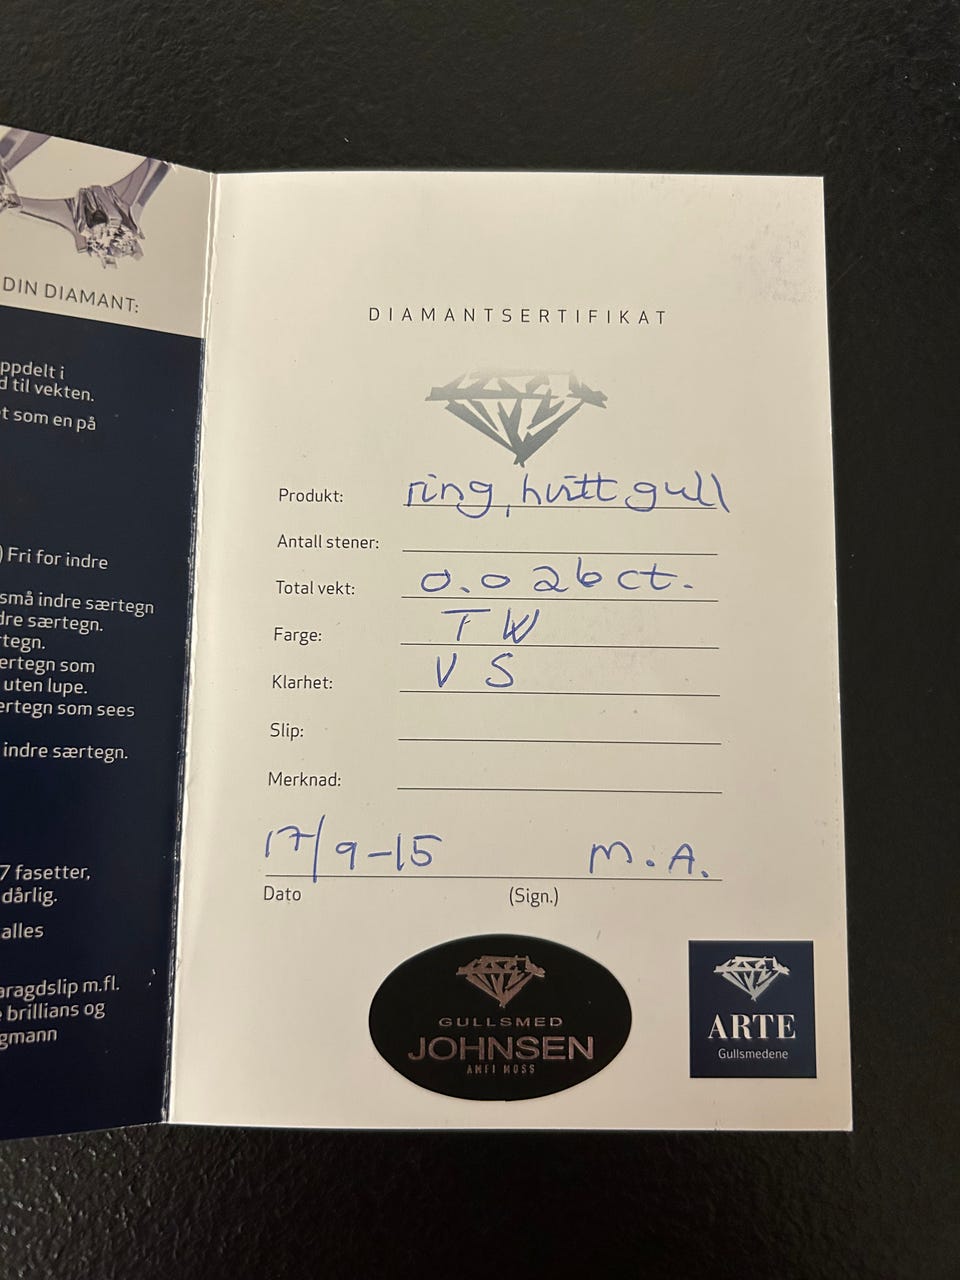 DIN DIAMANT:
ppdelt i
d til vekten.
t som en på
) Fri for indre
små indre særtegn
dre særtegn.
rtegn.
ertegn som
uten lupe.
ertegn som sees
indre særtegn.
7 fasetter,
dårlig.
alles
aragdslip m.fl.
brillians og
gmann
DIAMANTSERTIFIKAT
Produkt: ring, hvitt gull
Antall stener:
Total vekt: 0.026 ct.
Farge: TW
Klarhet: VS
Slip:
Merknad:
17/9-15 M.A.
Dato (Sign.)
GULLSMED
JOHNSEN
AMFI MOSS
ARTE
Gullsmedene